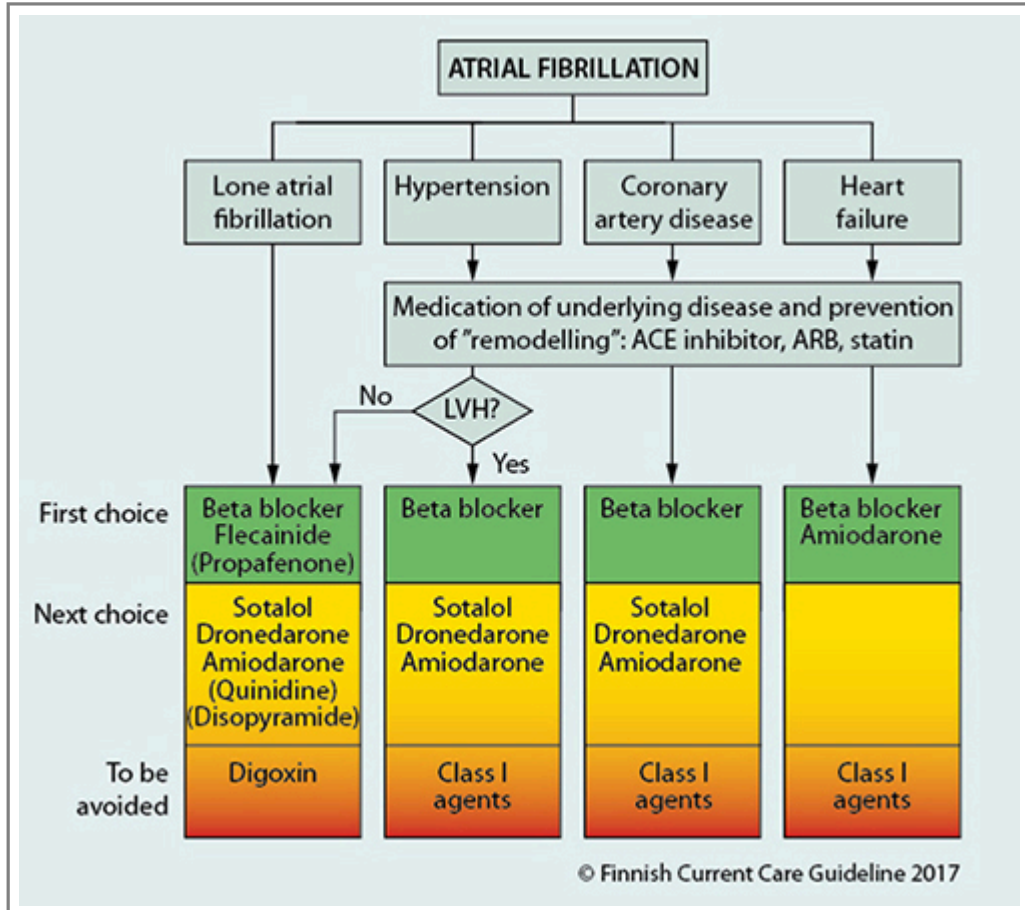 ATRIAL FIBRILLATION
Lone atrial
fibrillation
Hypertension
Coronary
artery disease
Heart
failure
Medication of underlying disease and prevention
of "remodelling": ACE inhibitor, ARB, statin
No
LVH?
Yes
First choice
Beta blocker
Flecainide
(Propafenone)
Beta blocker
Beta blocker
Beta blocker
Amiodarone
Next choice
Sotalol
Dronedarone
Amiodarone
(Quinidine)
(Disopyramide)
Sotalol
Dronedarone
Amiodarone
Sotalol
Dronedarone
Amiodarone
To be
avoided
Digoxin
Class I
agents
Class I
agents
Class I
agents
© Finnish Current Care Guideline 2017